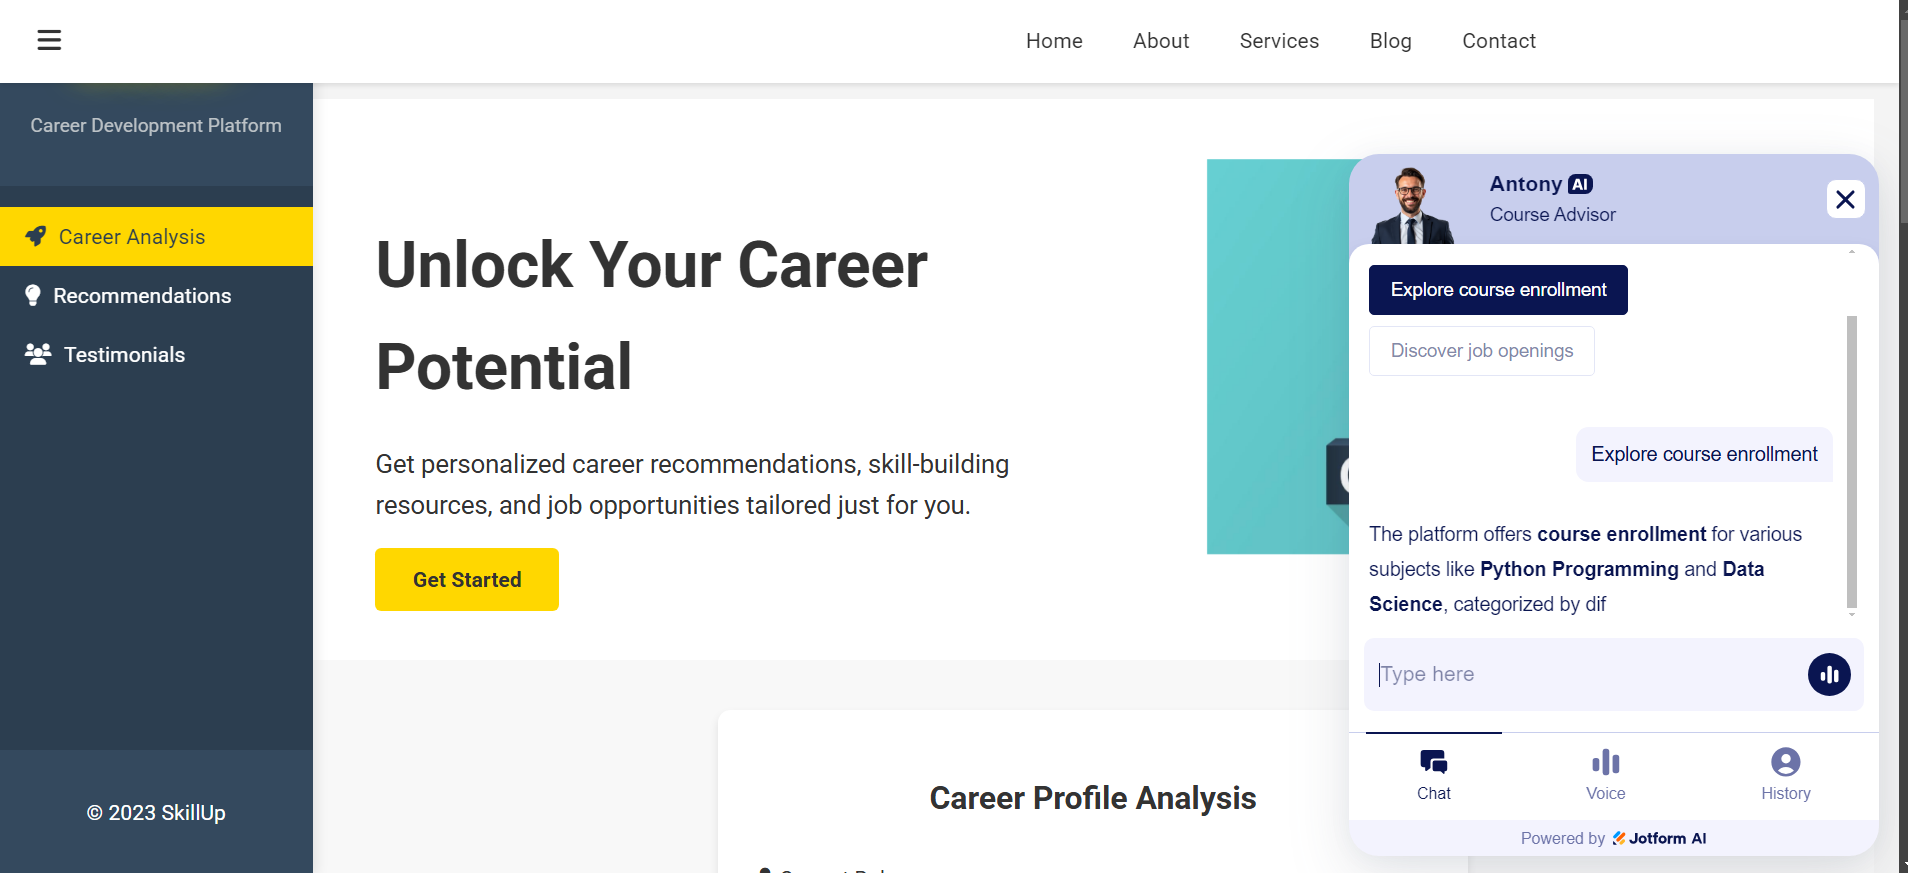 Home About Services Blog Contact
Career Development Platform
Career Analysis
Recommendations
Testimonials
© 2023 SkillUp
Unlock Your Career
Potential
Get personalized career recommendations, skill-building
resources, and job opportunities tailored just for you.
Get Started
Career Profile Analysis
Antony AI
Course Advisor
Explore course enrollment
Discover job openings
Explore course enrollment
The platform offers course enrollment for various
subjects like Python Programming and Data
Science, categorized by dif
Type here
Chat Voice History
Powered by Jotform AI